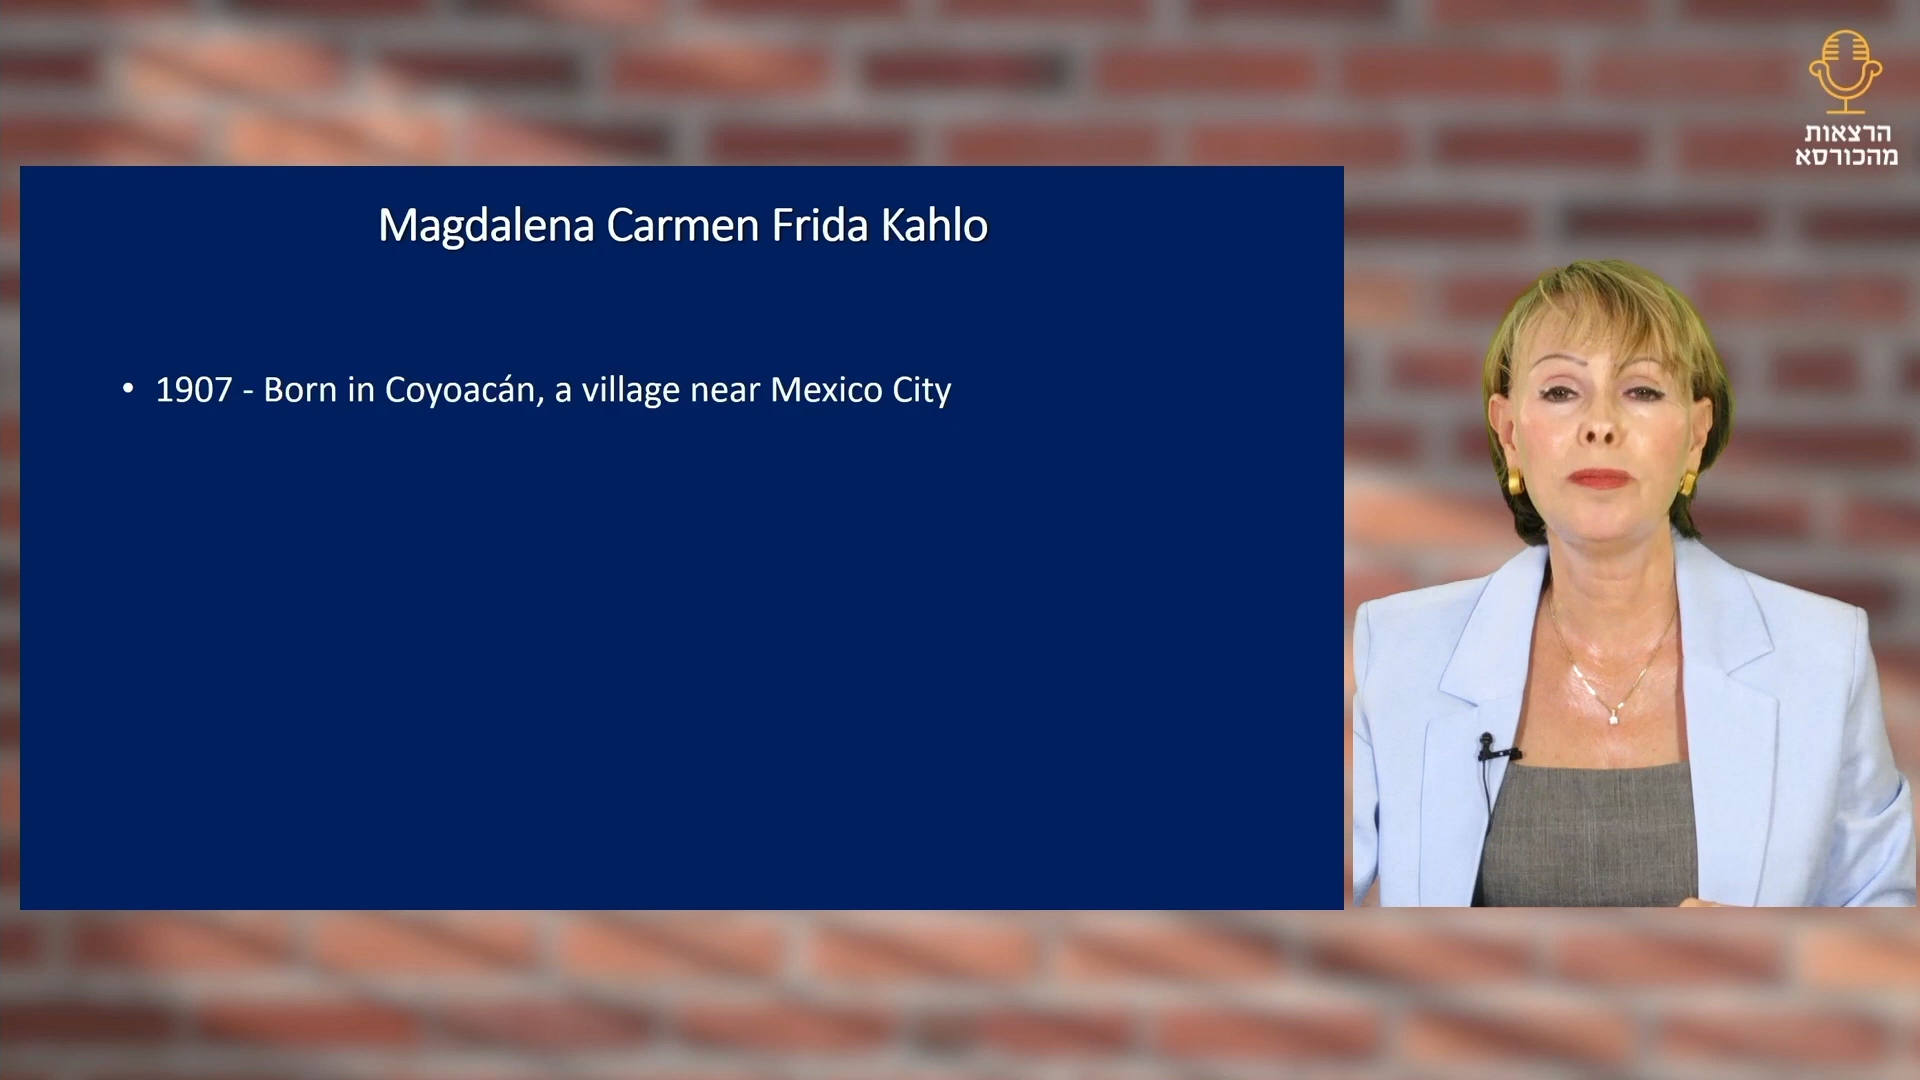 הרצאות
מהכורסא
Magdalena Carmen Frida Kahlo
• 1907 - Born in Coyoacán, a village near Mexico City